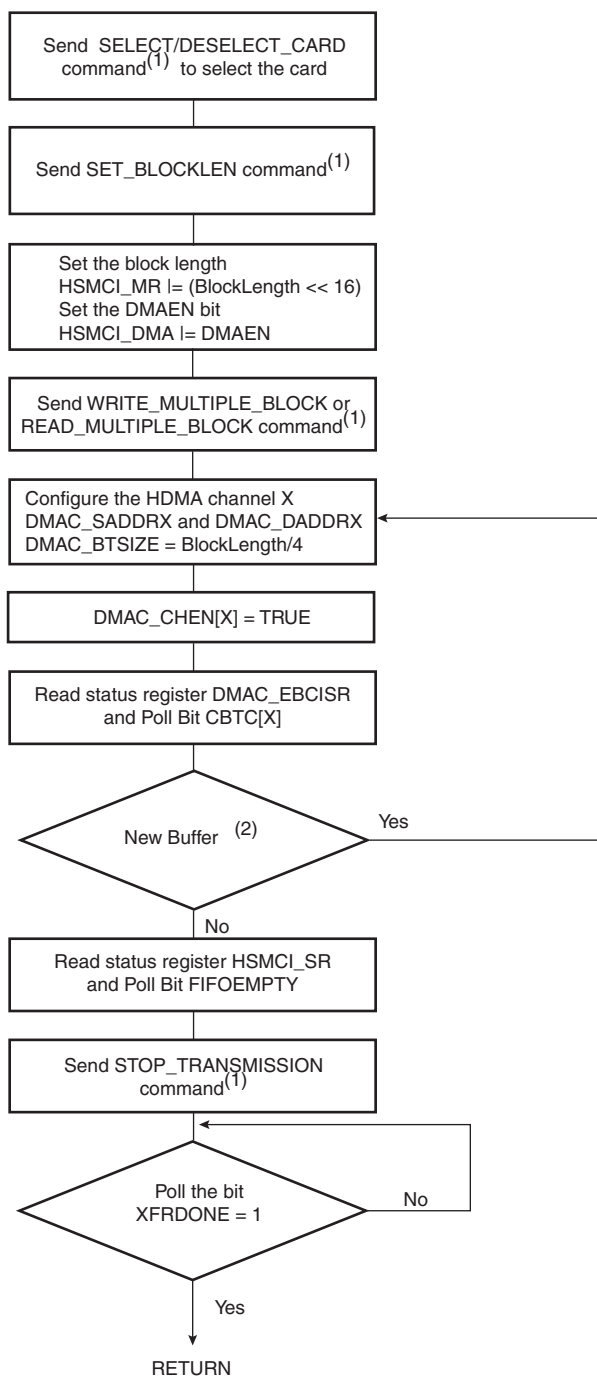 Send SELECT/DESELECT_CARD
command(1) to select the card
Send SET_BLOCKLEN command(1)
Set the block length
HSMCI_MR |= (BlockLength << 16)
Set the DMAEN bit
HSMCI_DMA |= DMAEN
Send WRITE_MULTIPLE_BLOCK or
READ_MULTIPLE_BLOCK command(1)
Configure the HDMA channel X
DMAC_SADDRX and DMAC_DADDRX
DMAC_BTSIZE = BlockLength/4
DMAC_CHEN[X] = TRUE
Read status register DMAC_EBCISR
and Poll Bit CBTC[X]
New Buffer (2)
Yes
No
Read status register HSMCI_SR
and Poll Bit FIFOEMPTY
Send STOP_TRANSMISSION
command(1)
Poll the bit
XFRDONE = 1
No
Yes
RETURN